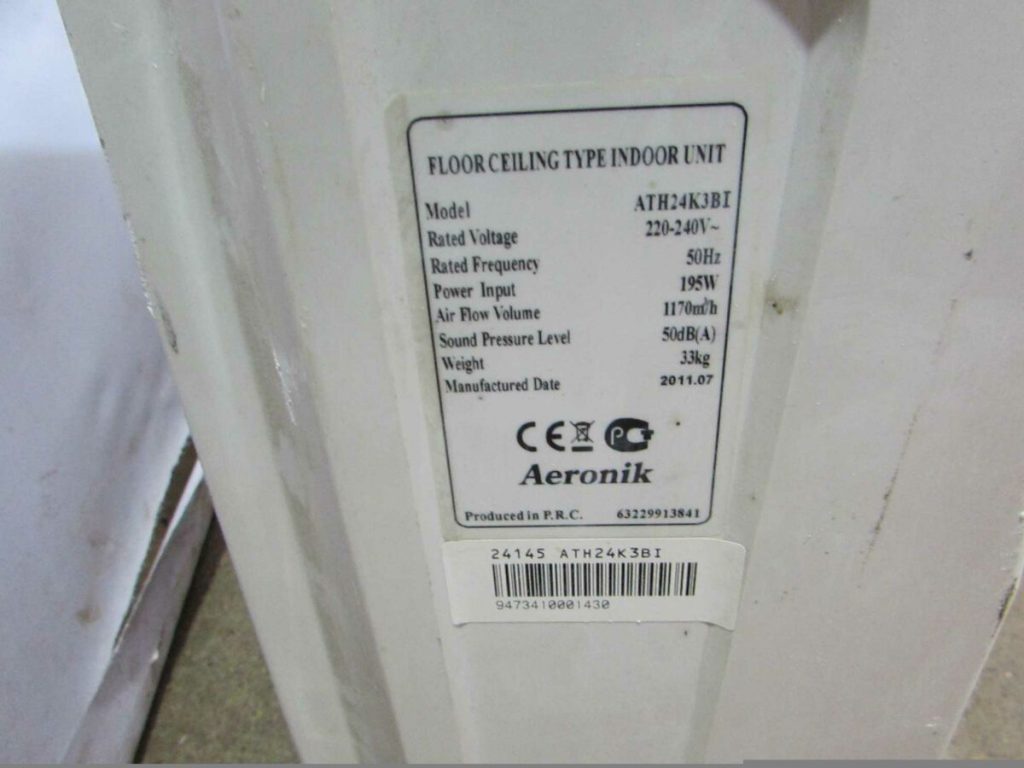 FLOOR CEILING TYPE INDOOR UNIT
Model ATH24K3BI
Rated Voltage 220-240V~
Rated Frequency 50Hz
Power Input 195W
Air Flow Volume 1170m³/h
Sound Pressure Level 50dB(A)
Weight 33kg
Manufactured Date 2011.07
CE PG
Aeronik
Produced in P.R.C. 63229913841
24145 ATH24K3BI
9473410001430